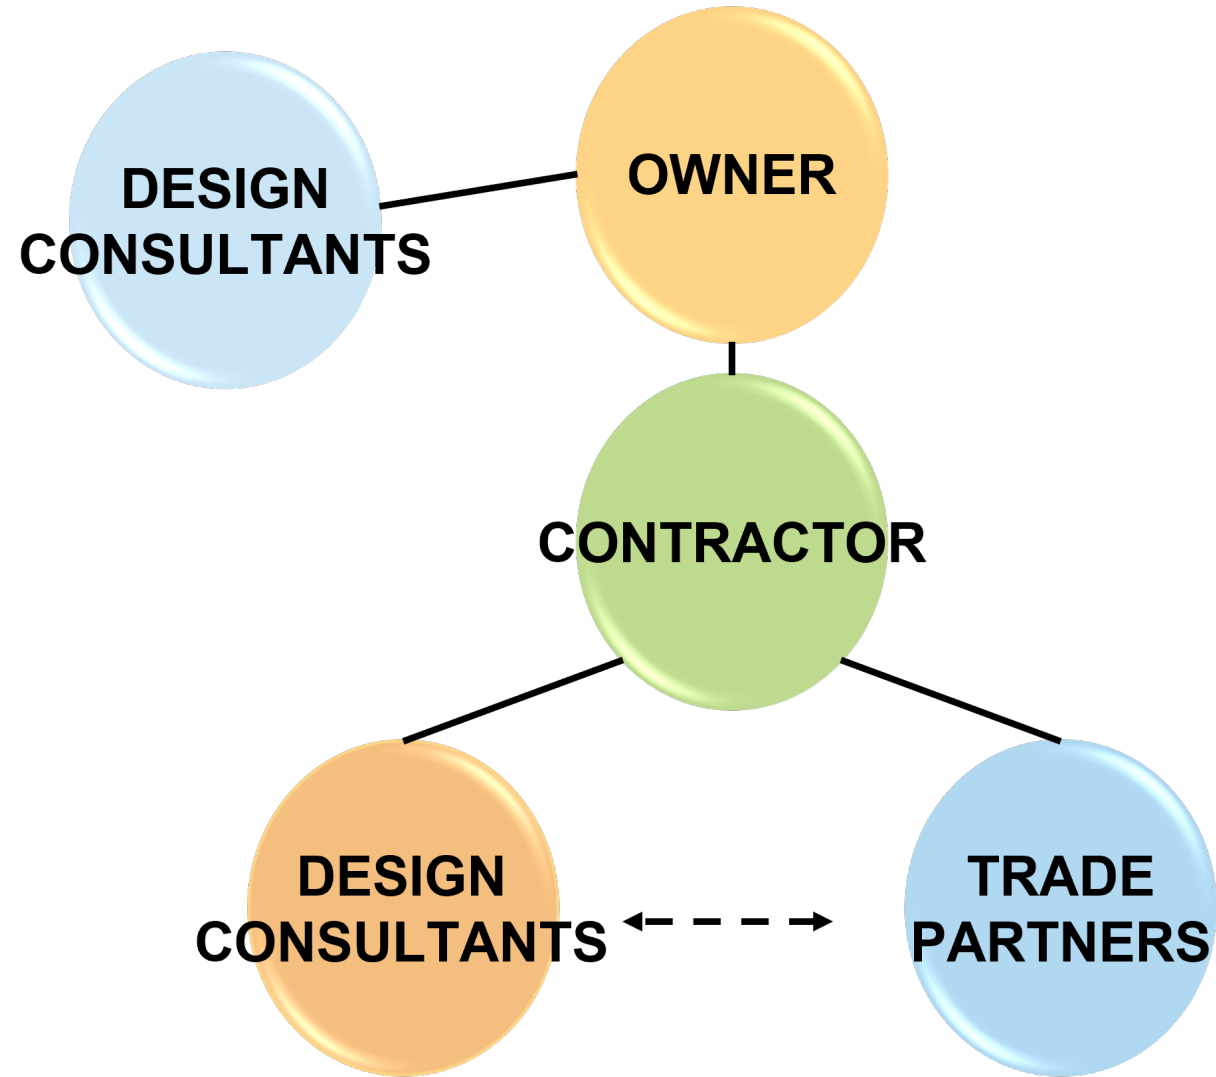 DESIGN
CONSULTANTS
OWNER
CONTRACTOR
DESIGN
CONSULTANTS
TRADE
PARTNERS